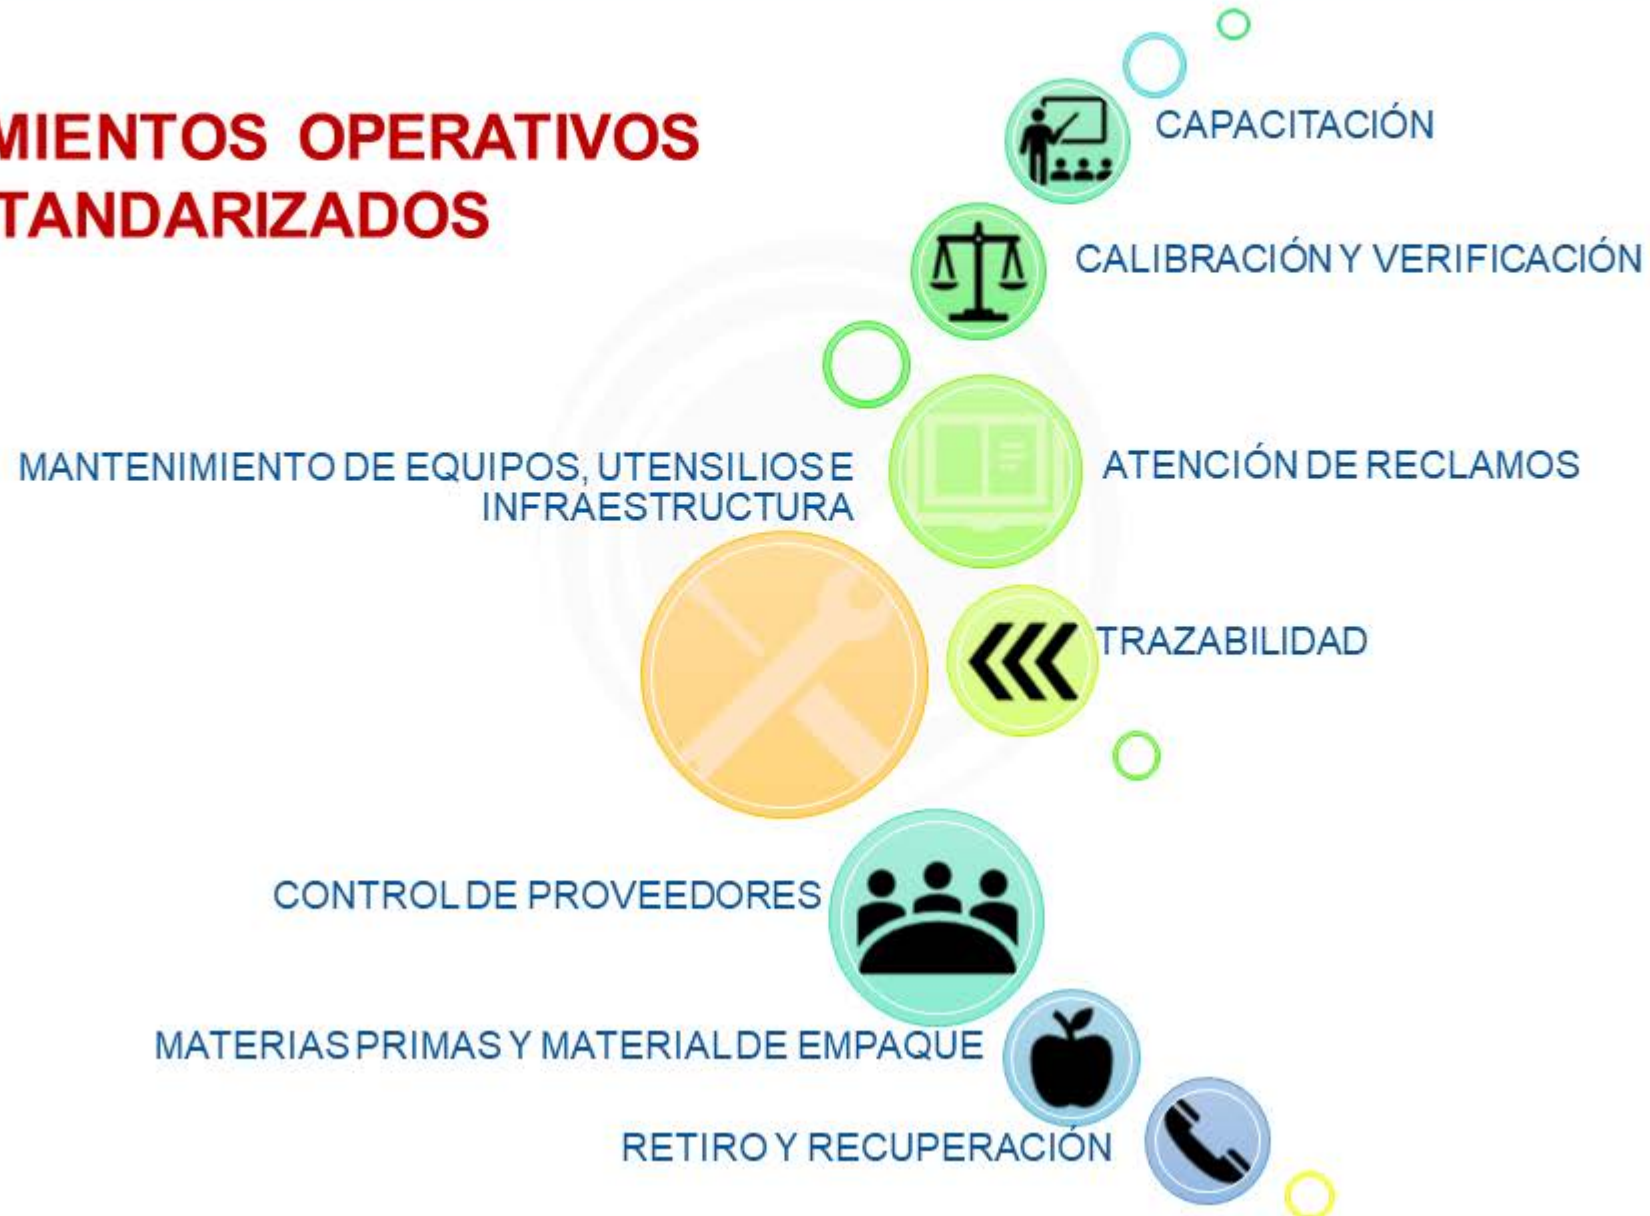 MIENTOS OPERATIVOS
TANDARIZADOS
CAPACITACIÓN
CALIBRACIÓN Y VERIFICACIÓN
MANTENIMIENTO DE EQUIPOS, UTENSILIOS E
INFRAESTRUCTURA
ATENCIÓN DE RECLAMOS
TRAZABILIDAD
CONTROL DE PROVEEDORES
MATERIAS PRIMAS Y MATERIAL DE EMPAQUE
RETIRO Y RECUPERACIÓN